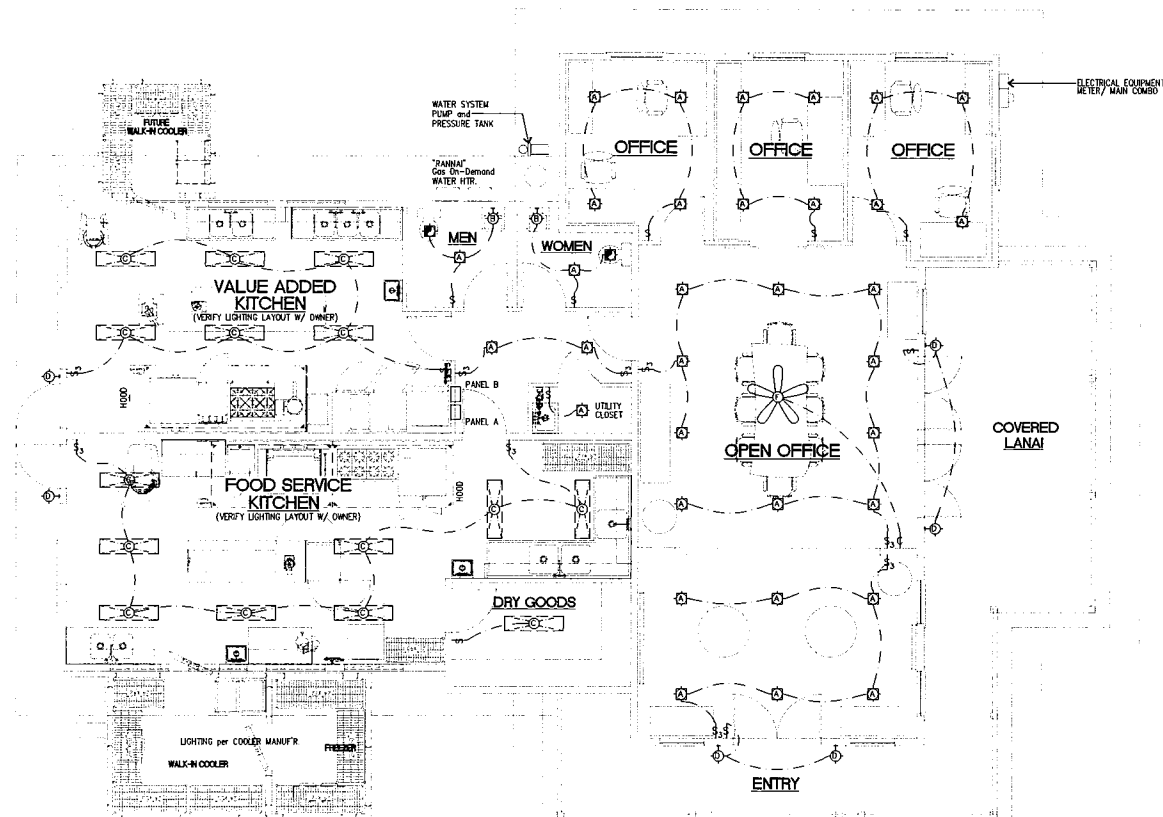 ELECTRICAL EQUIPMENT
METER/ MAIN COMBO
WATER SYSTEM
PUMP and
PRESSURE TANK
FUTURE
WALK-IN COOLER
"RANNAI"
Gas On-Demand
WATER HTR.
OFFICE
OFFICE
OFFICE
MEN
WOMEN
VALUE ADDED
KITCHEN
(VERIFY LIGHTING LAYOUT W/ OWNER)
HOOD
PANEL B
PANEL A
UTILITY
CLOSET
COVERED
LANAI
OPEN OFFICE
FOOD SERVICE
KITCHEN
(VERIFY LIGHTING LAYOUT W/ OWNER)
HOOD
DRY GOODS
LIGHTING per COOLER MANUF'R
FREEZER
WALK-IN COOLER
ENTRY